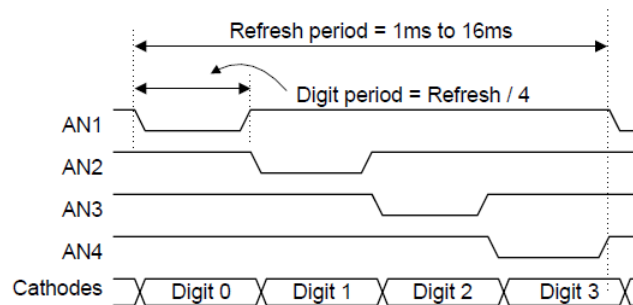 Refresh period = 1ms to 16ms
Digit period = Refresh / 4
AN1
AN2
AN3
AN4
Cathodes Digit 0 Digit 1 Digit 2 Digit 3